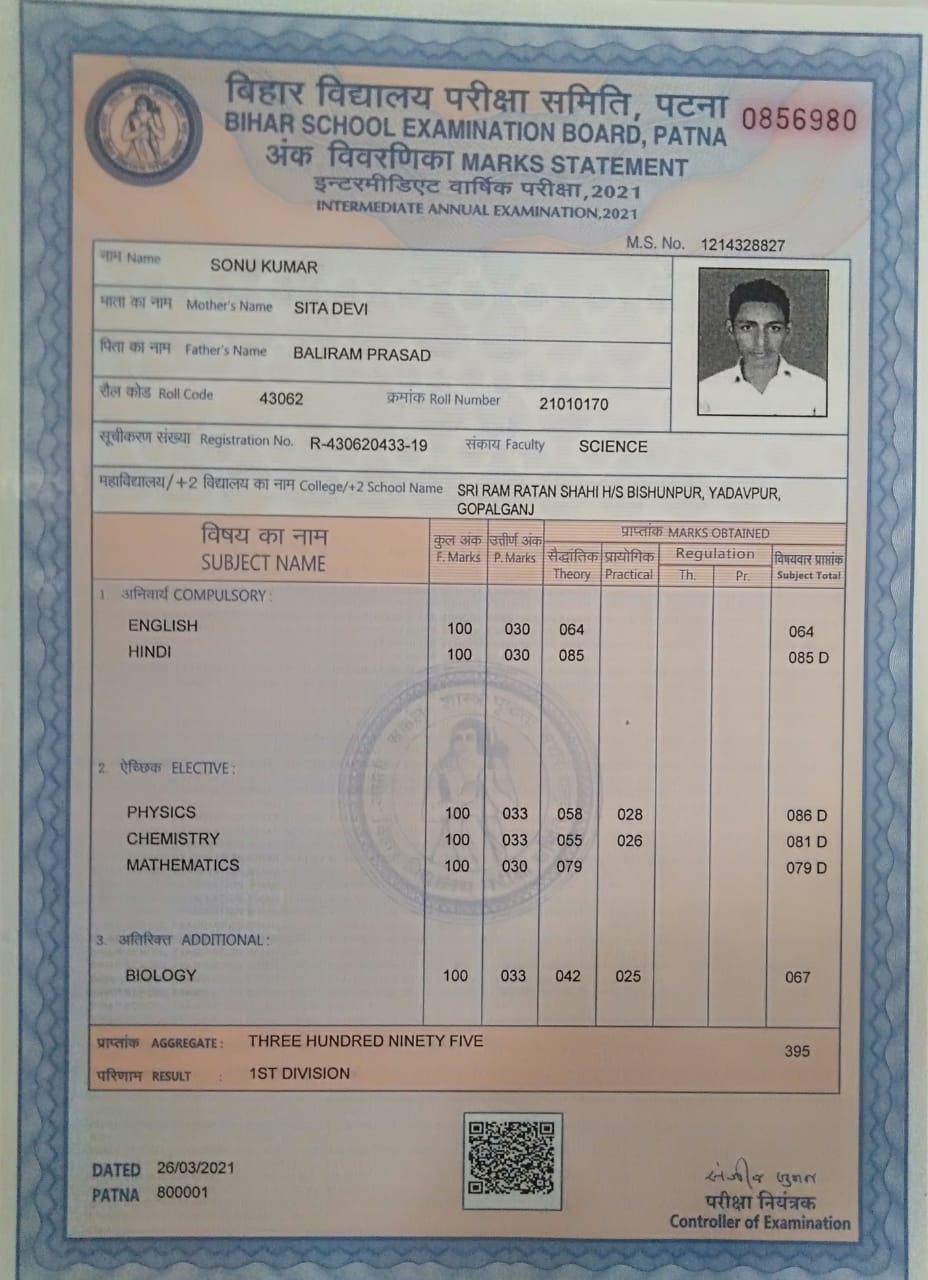 बिहार विद्यालय परीक्षा समिति, पटना
0856980
BIHAR SCHOOL EXAMINATION BOARD, PATNA
अंक विवरणिका MARKS STATEMENT
इन्टरमीडिएट वार्षिक परीक्षा,2021
INTERMEDIATE ANNUAL EXAMINATION,2021
M.S. No. 1214328827
नाम Name SONU KUMAR
माता का नाम Mother's Name SITA DEVI
पिता का नाम Father's Name BALIRAM PRASAD
रौल कोड Roll Code 43062 क्रमांक Roll Number 21010170
सूचीकरण संख्या Registration No. R-430620433-19 संकाय Faculty SCIENCE
महाविद्यालय/+2 विद्यालय का नाम College/+2 School Name SRI RAM RATAN SHAHI H/S BISHUNPUR, YADAVPUR,
GOPALGANJ
विषय का नाम कुल अंक उत्तीर्ण अंक प्राप्तांक MARKS OBTAINED
SUBJECT NAME F. Marks P. Marks सैद्धांतिक प्रायोगिक Regulation विषयवार प्राप्तांक
Theory Practical Th. Pr. Subject Total
1. अनिवार्य COMPULSORY:
ENGLISH 100 030 064 064
HINDI 100 030 085 085 D
2. ऐच्छिक ELECTIVE:
PHYSICS 100 033 058 028 086 D
CHEMISTRY 100 033 055 026 081 D
MATHEMATICS 100 030 079 079 D
3. अतिरिक्त ADDITIONAL:
BIOLOGY 100 033 042 025 067
प्राप्तांक AGGREGATE: THREE HUNDRED NINETY FIVE 395
परिणाम RESULT : 1ST DIVISION
DATED 26/03/2021
PATNA 800001
परीक्षा नियंत्रक
Controller of Examination